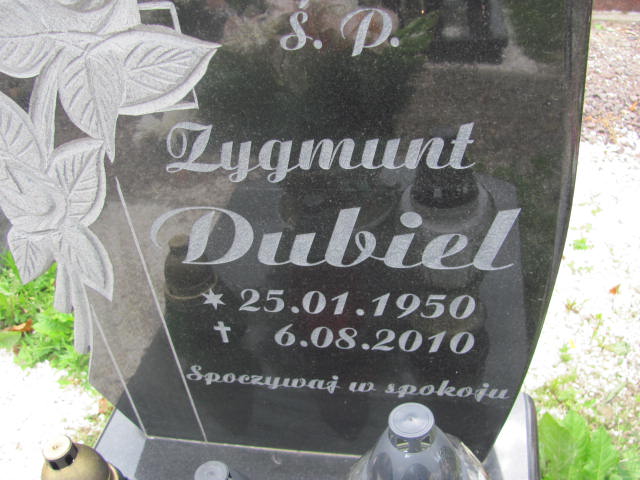 Ś. P.
Zygmunt
Dubiel
✶ 25.01.1950
✝ 6.08.2010
Spoczywaj w spokoju